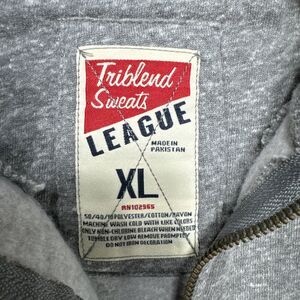 Triblend
Sweats
LEAGUE
MADE IN
PAKISTAN
XL
RN102965
50/40/10 POLYESTER/COTTON/RAYON
MACHINE WASH COLD WITH LIKE COLORS
ONLY NON-CHLORINE BLEACH WHEN NEEDED
TUMBLE DRY LOW REMOVE PROMPTLY
DO NOT IRON DECORATION